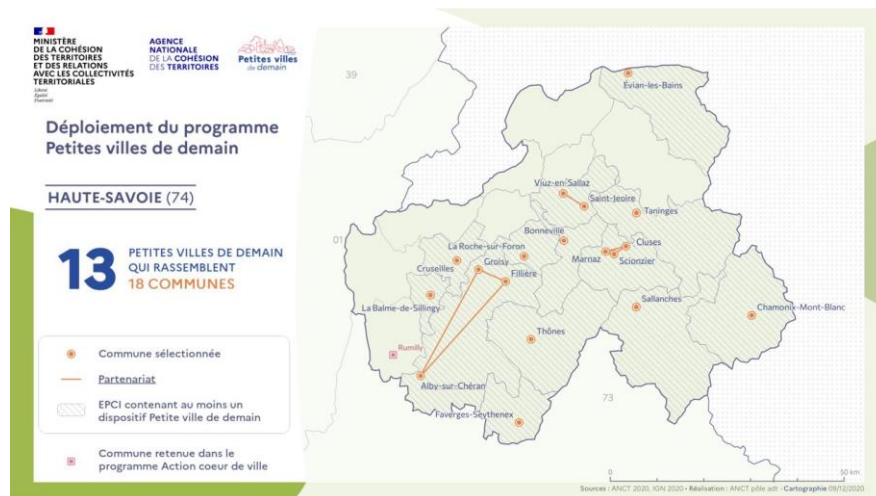 MINISTÈRE
DE LA COHÉSION
DES TERRITOIRES
ET DES RELATIONS
AVEC LES COLLECTIVITÉS
TERRITORIALES
Liberté
Égalité
Fraternité
AGENCE
NATIONALE
DE LA COHÉSION
DES TERRITOIRES
Petites villes
de demain
Déploiement du programme
Petites villes de demain
HAUTE-SAVOIE (74)
13
PETITES VILLES DE DEMAIN
QUI RASSEMBLENT
18 COMMUNES
Commune sélectionnée
Partenariat
EPCI contenant au moins un
dispositif Petite ville de demain
Commune retenue dans le
programme Action coeur de ville
39
01
73
Évian-les-Bains
Viuz-en-Sallaz
Saint-Jeoire
Taninges
Bonneville
Cluses
La Roche-sur-Foron
Marnaz
Scionzier
Groisy
Cruseilles
Fillière
La Balme-de-Sillingy
Sallanches
Chamonix-Mont-Blanc
Thônes
Rumilly
Alby-sur-Chéran
Faverges-Seythenex
0
50 km
Sources : ANCT 2020, IGN 2020 • Réalisation : ANCT pôle adt • Cartographie 09/12/2020